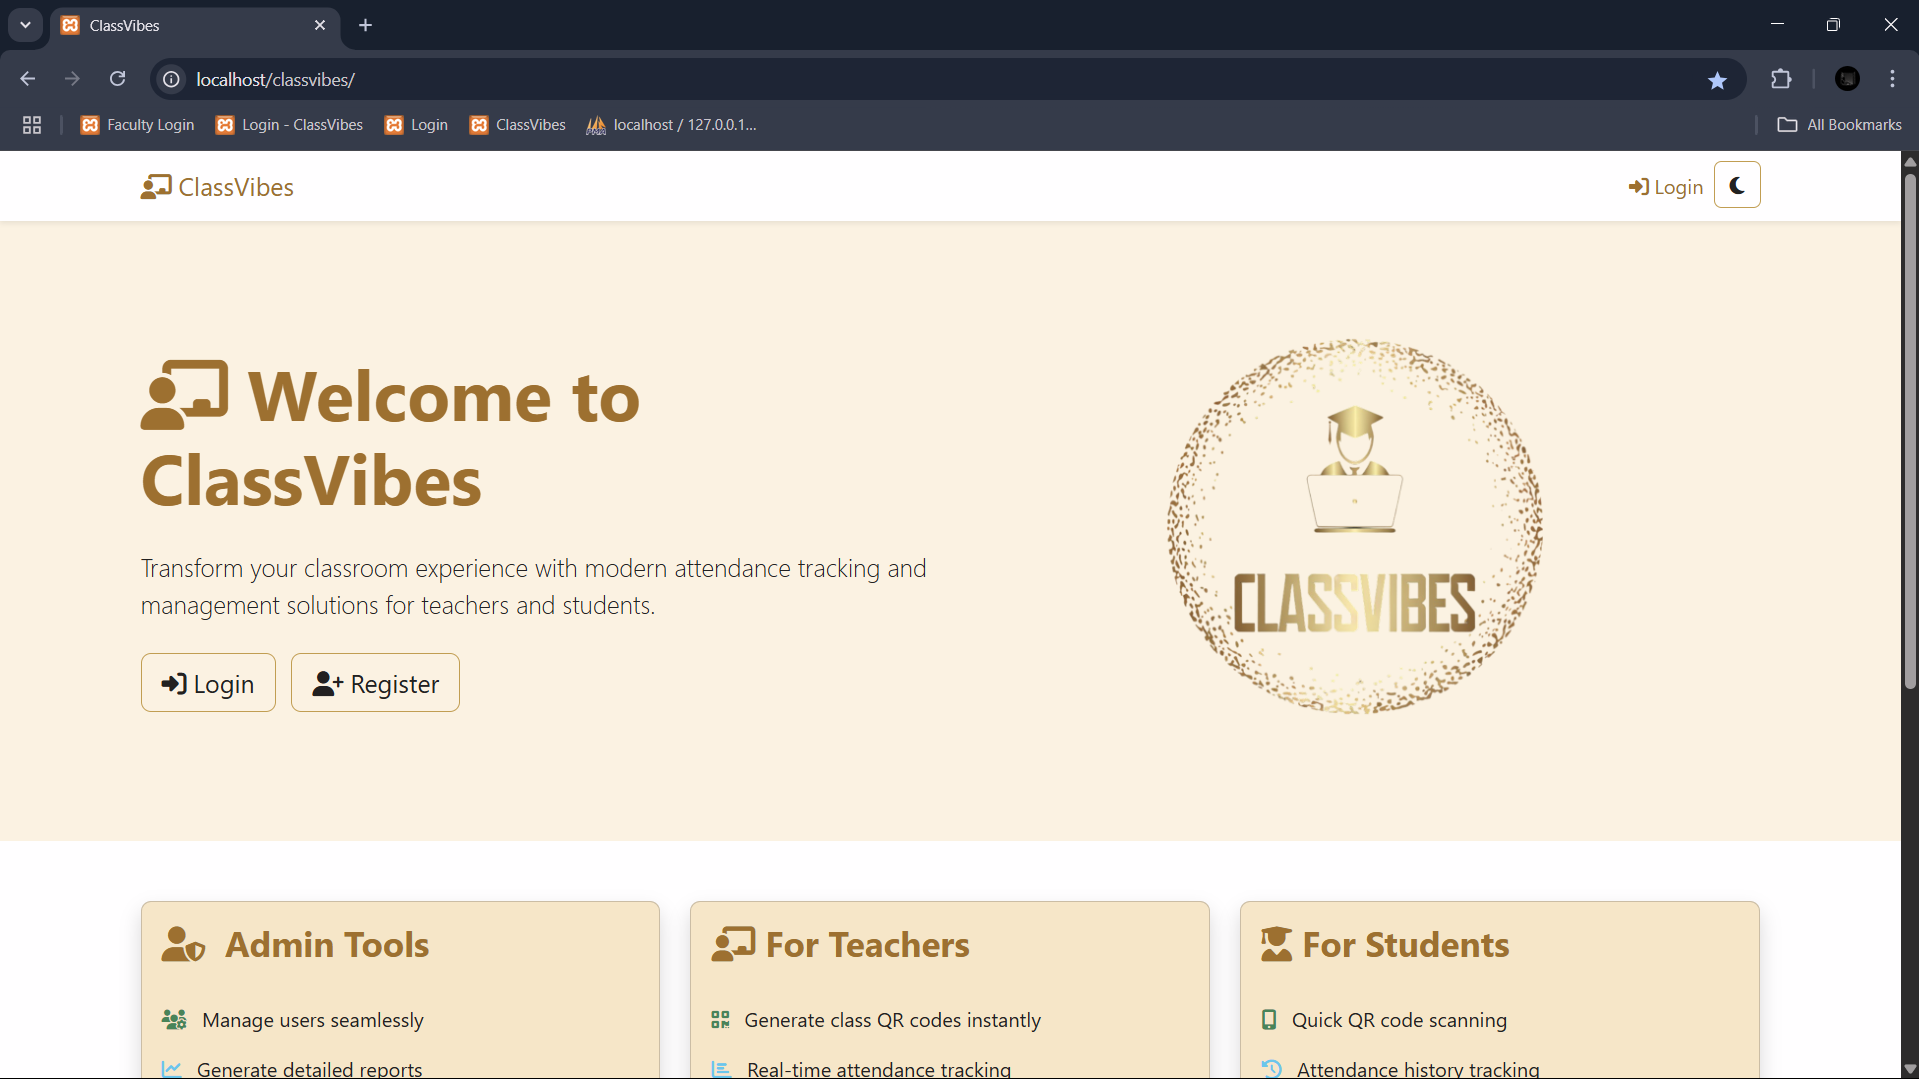 ClassVibes
localhost/classvibes/
Faculty Login
Login - ClassVibes
Login
ClassVibes
localhost / 127.0.0.1...
All Bookmarks
ClassVibes
Login
Welcome to
ClassVibes
Transform your classroom experience with modern attendance tracking and
management solutions for teachers and students.
Login
Register
CLASSVIBES
Admin Tools
Manage users seamlessly
Generate detailed reports
For Teachers
Generate class QR codes instantly
Real-time attendance tracking
For Students
Quick QR code scanning
Attendance history tracking